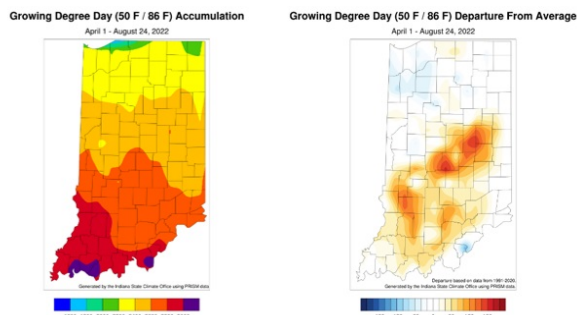 Growing Degree Day (50 F / 86 F) Accumulation
April 1 - August 24, 2022
Generated by the Indiana State Climate Office using PRISM data
Growing Degree Day (50 F / 86 F) Departure From Average
April 1 - August 24, 2022
Departure based on data from 1991-2020.
Generated by the Indiana State Climate Office using PRISM data.